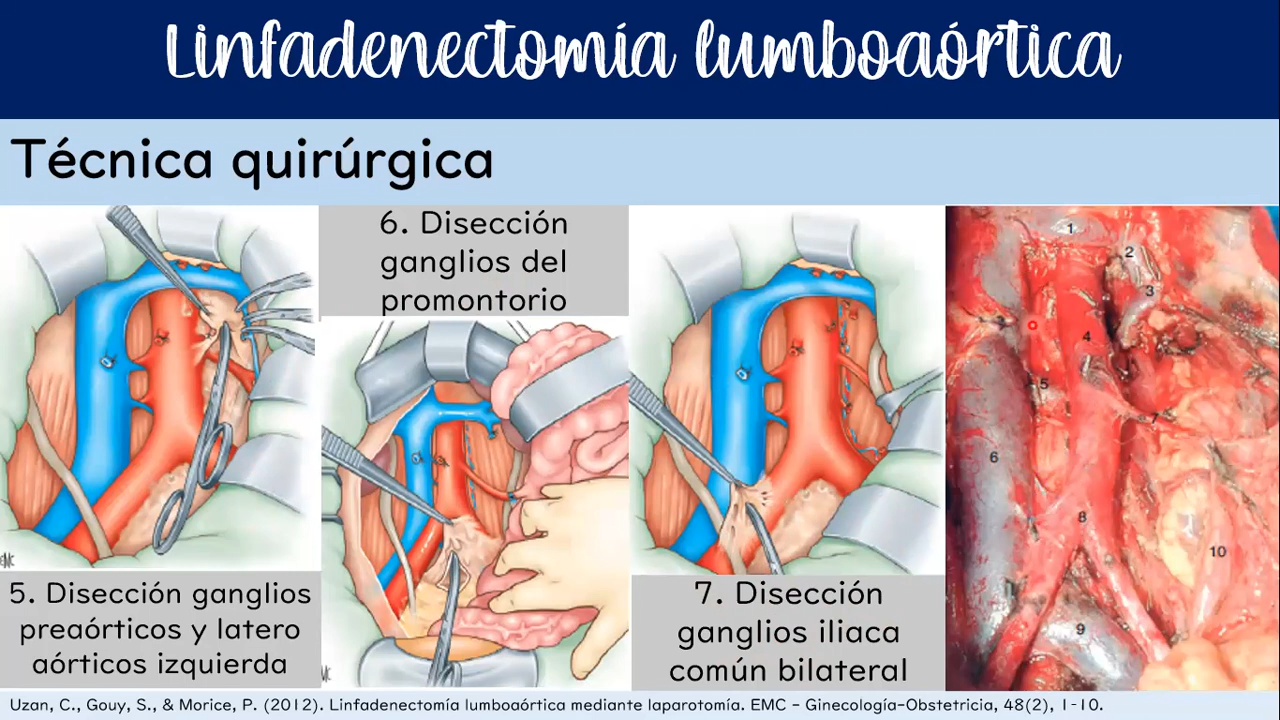 Linfadenectomía lumboaórtica
Técnica quirúrgica
6. Disección
ganglios del
promontorio
5. Disección ganglios
preaórticos y latero
aórticos izquierda
7. Disección
ganglios iliaca
común bilateral
1
2
3
4
5
6
7
8
9
10
11
Uzan, C., Gouy, S., & Morice, P. (2012). Linfadenectomía lumboaórtica mediante laparotomía. EMC - Ginecología-Obstetricia, 48(2), 1-10.